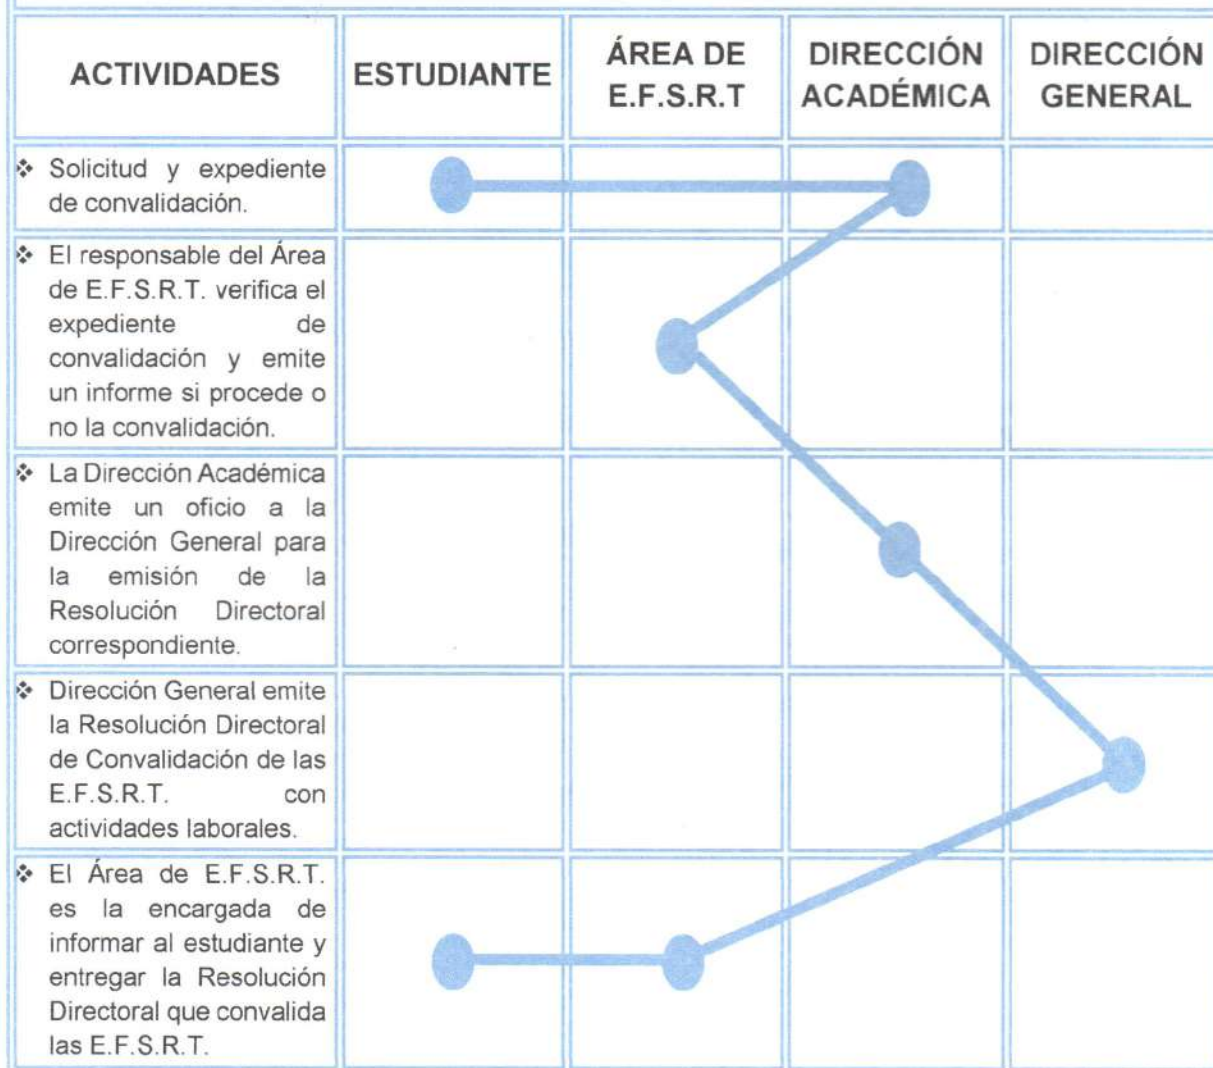 ACTIVIDADES
ESTUDIANTE
ÁREA DE
E.F.S.R.T
DIRECCIÓN
ACADÉMICA
DIRECCIÓN
GENERAL
❖ Solicitud y expediente
de convalidación.
❖ El responsable del Área
de E.F.S.R.T. verifica el
expediente de
convalidación y emite
un informe si procede o
no la convalidación.
❖ La Dirección Académica
emite un oficio a la
Dirección General para
la emisión de la
Resolución Directoral
correspondiente.
❖ Dirección General emite
la Resolución Directoral
de Convalidación de las
E.F.S.R.T. con
actividades laborales.
❖ El Área de E.F.S.R.T.
es la encargada de
informar al estudiante y
entregar la Resolución
Directoral que convalida
las E.F.S.R.T.